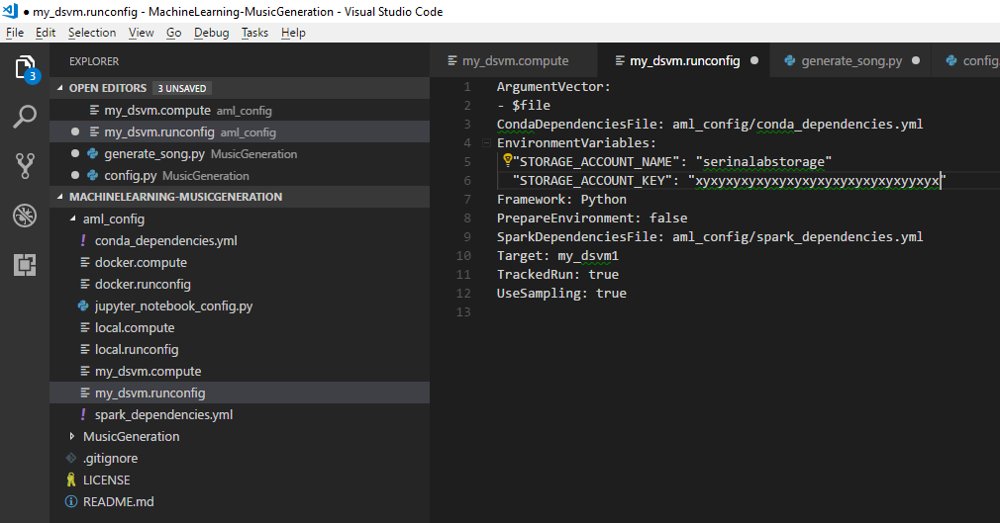 ● my_dsvm.runconfig - MachineLearning-MusicGeneration - Visual Studio Code
File Edit Selection View Go Debug Tasks Help
3
EXPLORER
OPEN EDITORS 3 UNSAVED
my_dsvm.compute aml_config
● my_dsvm.runconfig aml_config
● generate_song.py MusicGeneration
● config.py MusicGeneration
MACHINELEARNING-MUSICGENERATION
aml_config
! conda_dependencies.yml
docker.compute
docker.runconfig
jupyter_notebook_config.py
local.compute
local.runconfig
my_dsvm.compute
my_dsvm.runconfig
! spark_dependencies.yml
MusicGeneration
.gitignore
LICENSE
README.md
my_dsvm.compute my_dsvm.runconfig ● generate_song.py ● config.
1 ArgumentVector:
2 - $file
3 CondaDependenciesFile: aml_config/conda_dependencies.yml
4 EnvironmentVariables:
5 "STORAGE_ACCOUNT_NAME": "serinalabstorage"
6 "STORAGE_ACCOUNT_KEY": "xyxyxyxyxyxyxyxyxyxyxyxyxyxyyxyx"
7 Framework: Python
8 PrepareEnvironment: false
9 SparkDependenciesFile: aml_config/spark_dependencies.yml
10 Target: my_dsvm1
11 TrackedRun: true
12 UseSampling: true
13